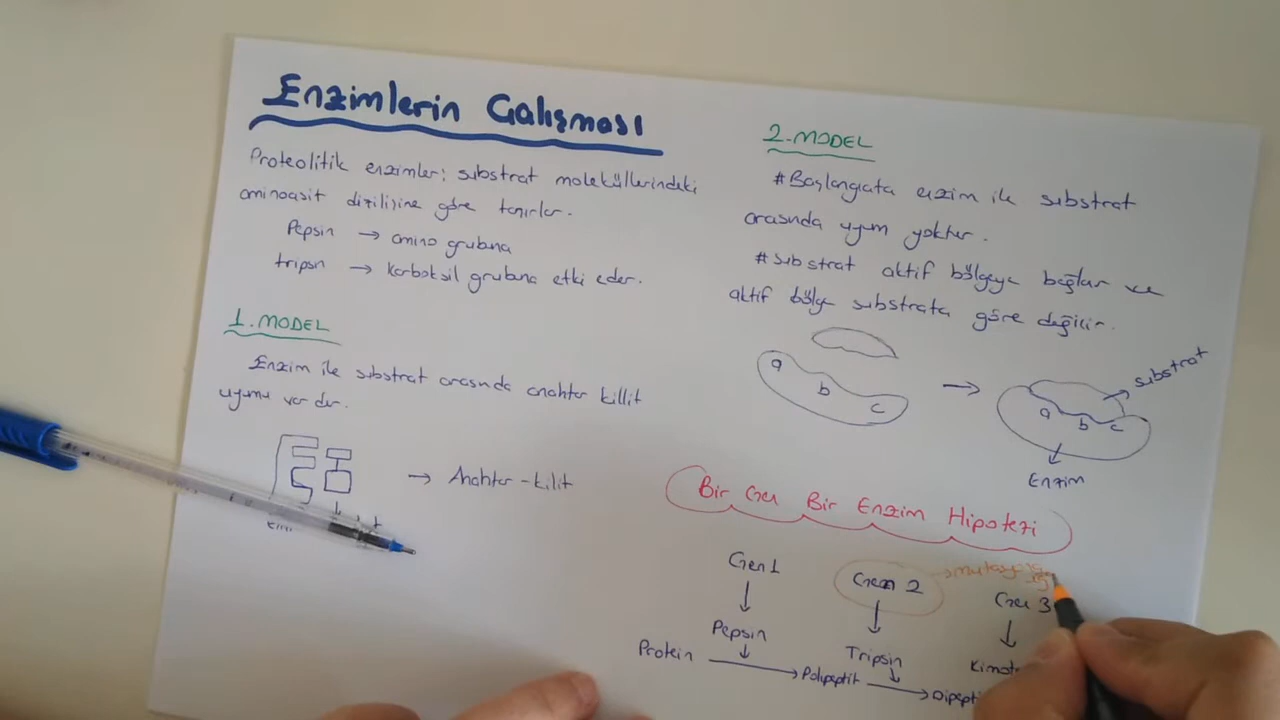 Enzimlerin Çalışması
Proteolitik enzimler; substrat moleküllerindeki
aminoasit dizilişine göre tanırlar.
Pepsin → amino grubuna
tripsin → karboksil grubuna etki eder.
1. MODEL
Enzim ile substrat arasında anahtar killit
uyumu vardır.
→ Anahtar-kilit
2. MODEL
#Başlangıçta enzim ile substrat
arasında uyum yoktur.
#substrat aktif bölgeye bağlar ve
aktif bölge substrata göre değişir.
a b c
→
a b c
substrat
Enzim
Bir Gen Bir Enzim Hipotezi
Gen 1 Gen 2 Gen 3
Pepsin Tripsin
Protein → Polipeptit →